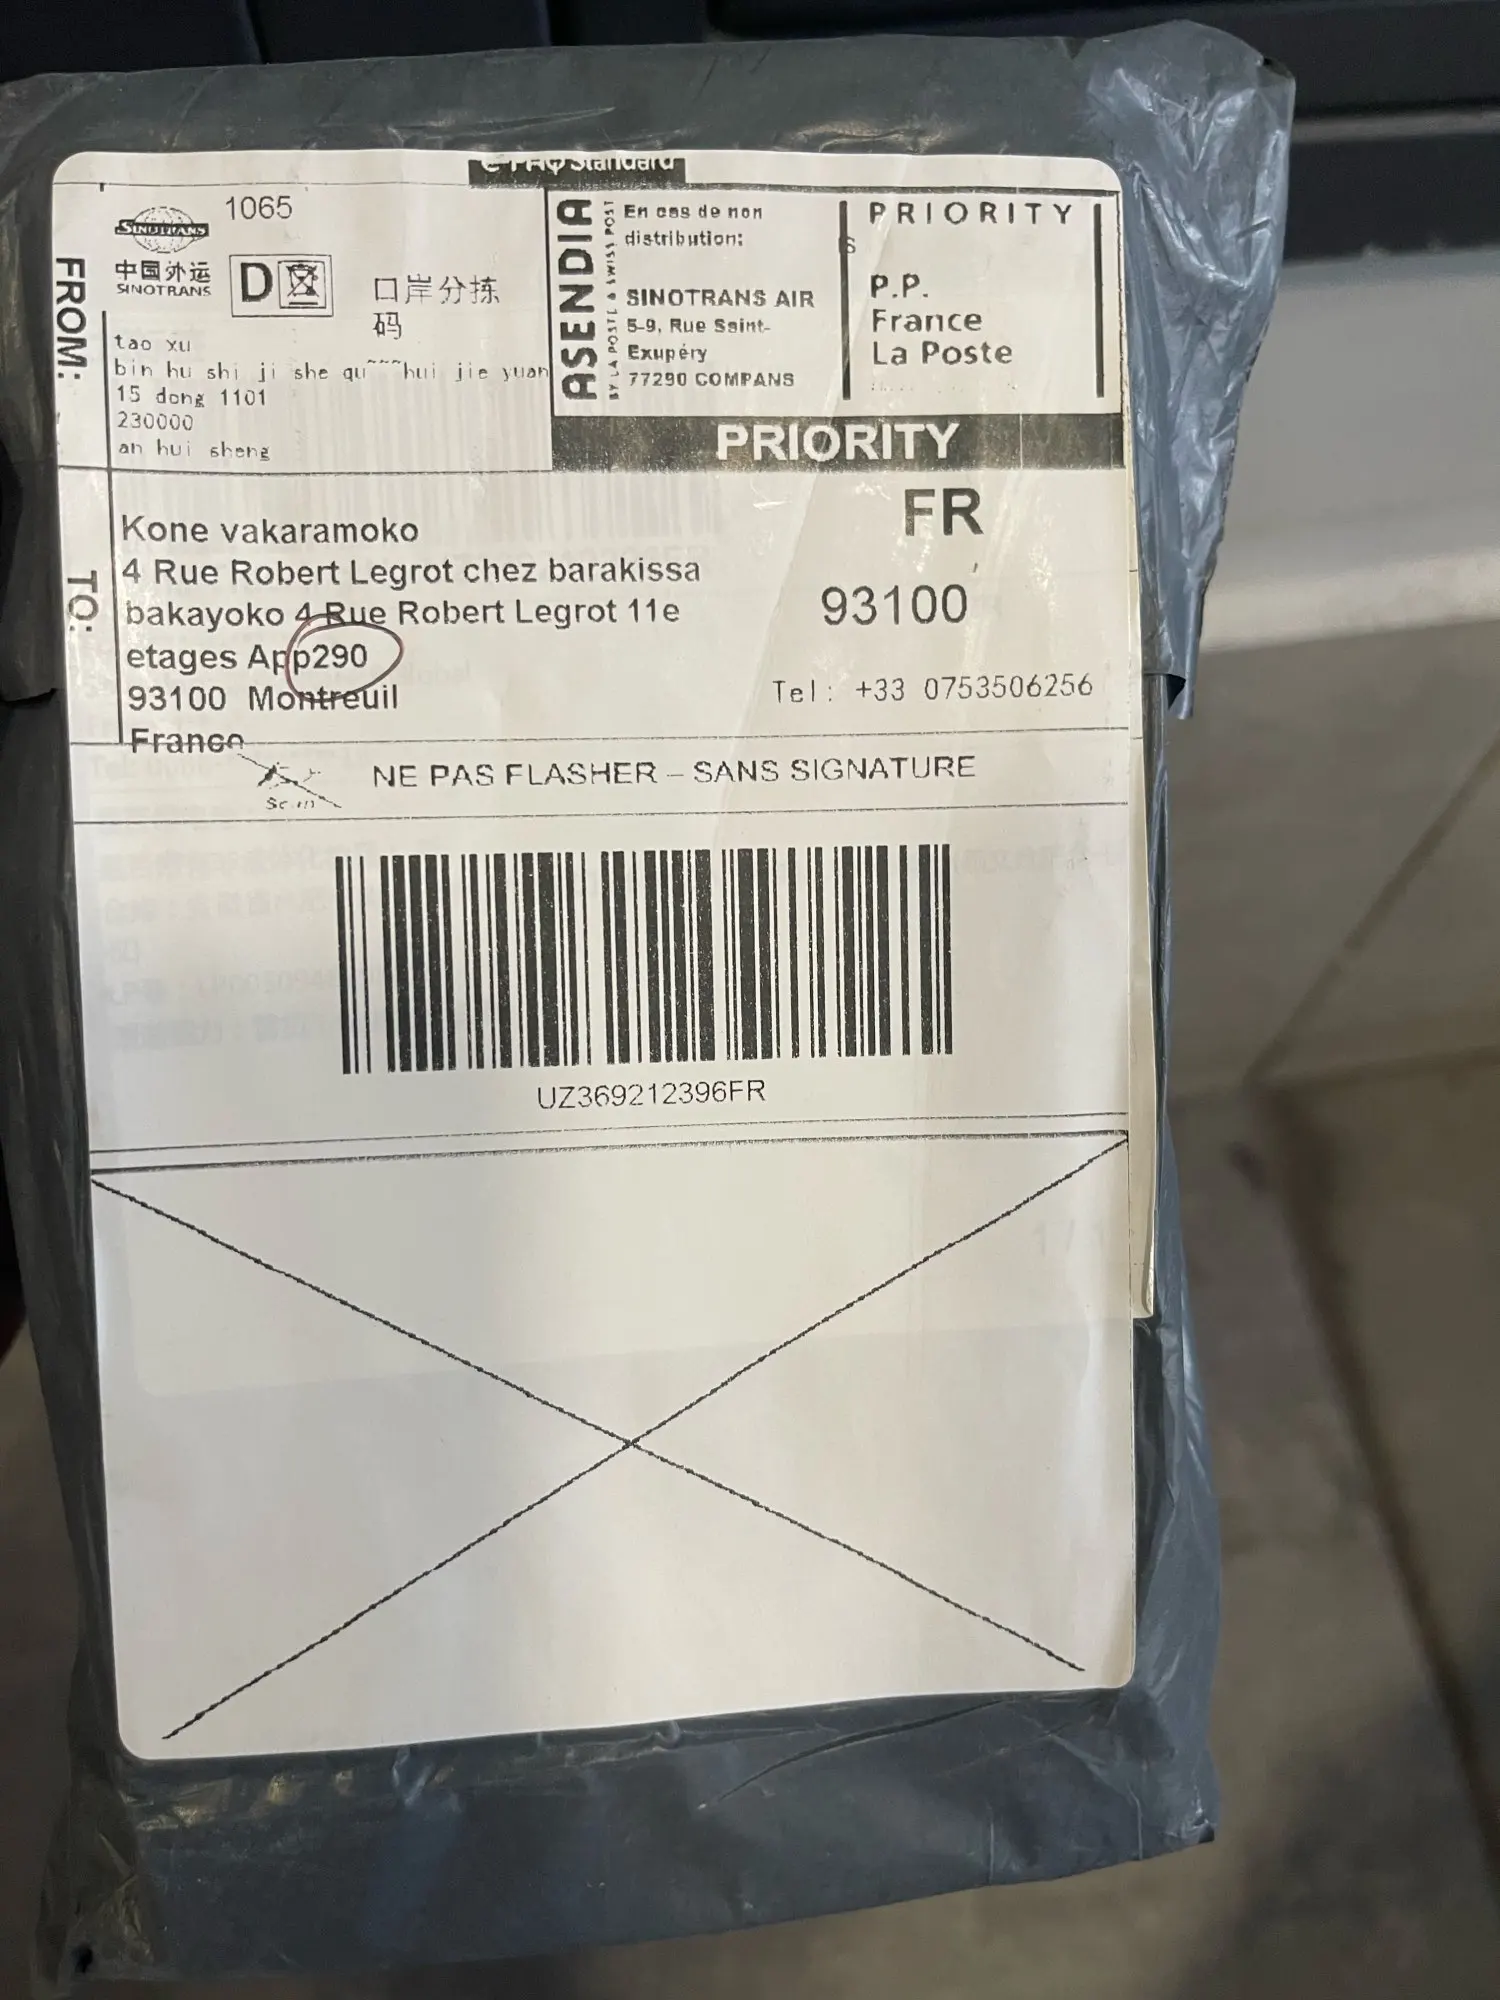 Standard
1065
SINOTRANS
中国外运
SINOTRANS
D
口岸分拣
码
FROM:
tao xu
bin hu shi ji she qu~~~hui jie yuan
15 dong 1101
230000
an hui sheng
ASENDIA
BY LA POSTE & SWISS POST
En cas de non
distribution:
SINOTRANS AIR
5-9, Rue Saint-
Exupéry
77290 COMPANS
PRIORITY
P.P.
France
La Poste
PRIORITY
TO:
Kone vakaramoko
4 Rue Robert Legrot chez barakissa
bakayoko 4 Rue Robert Legrot 11e
etages App290
93100 Montreuil
France
FR
93100
Tel: +33 0753506256
NE PAS FLASHER – SANS SIGNATURE
UZ369212396FR